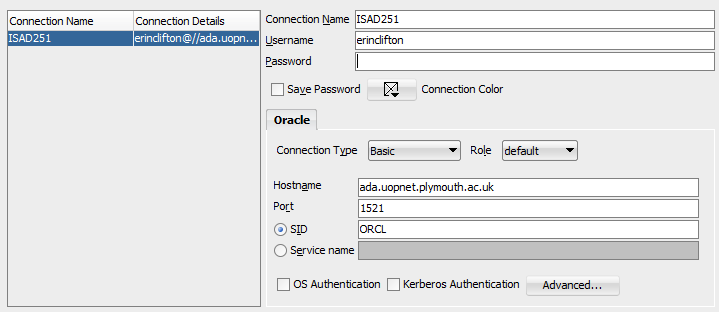 Connection Name Connection Details
ISAD251 erinclifton@//ada.uopn...
Connection Name ISAD251
Username erinclifton
Password
Save Password Connection Color
Oracle
Connection Type Basic Role default
Hostname ada.uopnet.plymouth.ac.uk
Port 1521
SID ORCL
Service name
OS Authentication Kerberos Authentication Advanced...